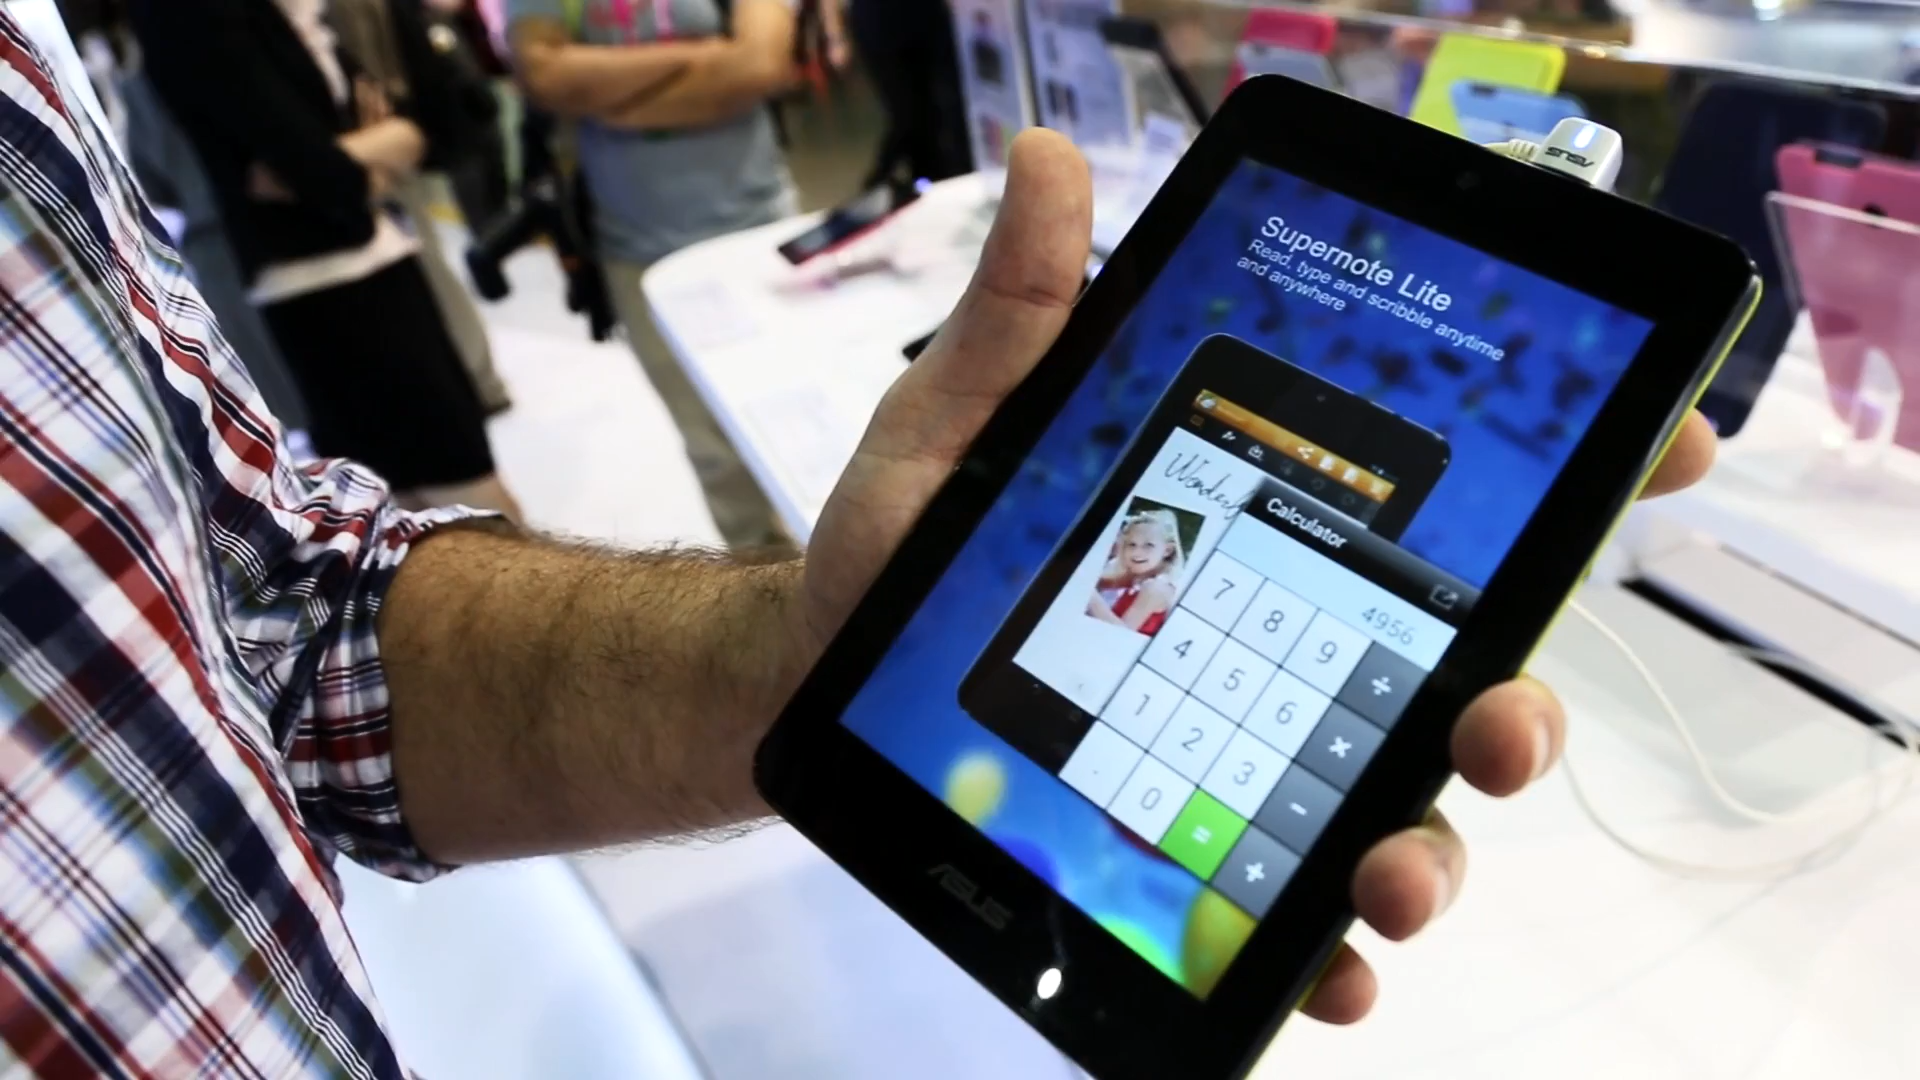 ASUS
Supernote Lite
Read, type and scribble anytime
and anywhere
Calculator
4956
7 8 9 ÷
4 5 6 ×
1 2 3 -
. 0 = +
ASUS